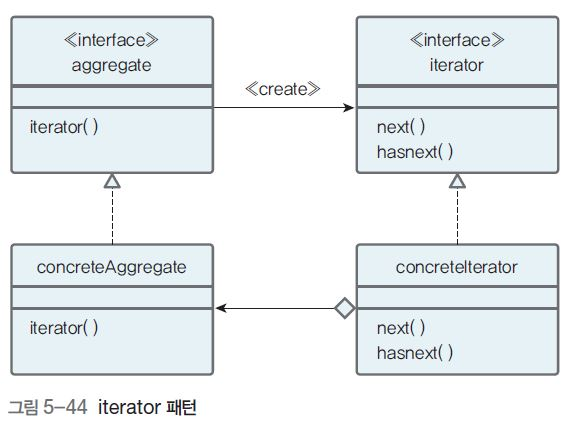 ≪interface≫
aggregate
iterator( )
≪create≫
≪interface≫
iterator
next( )
hasnext( )
concreteAggregate
iterator( )
concreteIterator
next( )
hasnext( )
그림 5–44 iterator 패턴